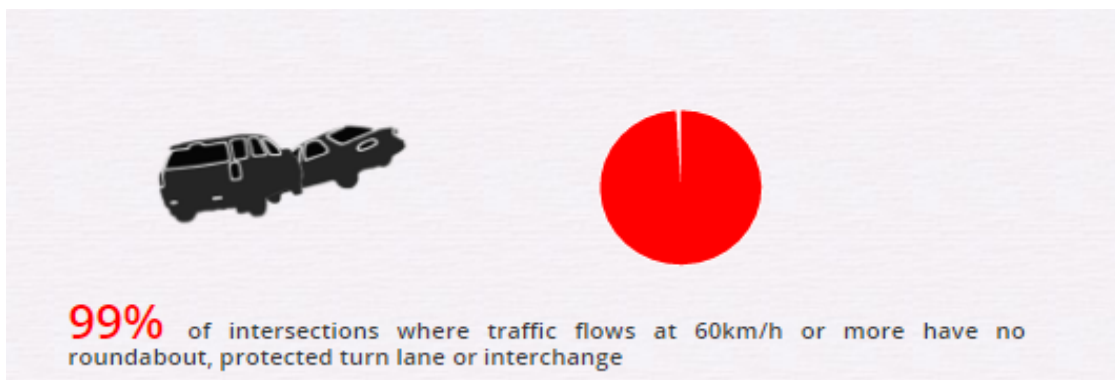 99% of intersections where traffic flows at 60km/h or more have no
roundabout, protected turn lane or interchange